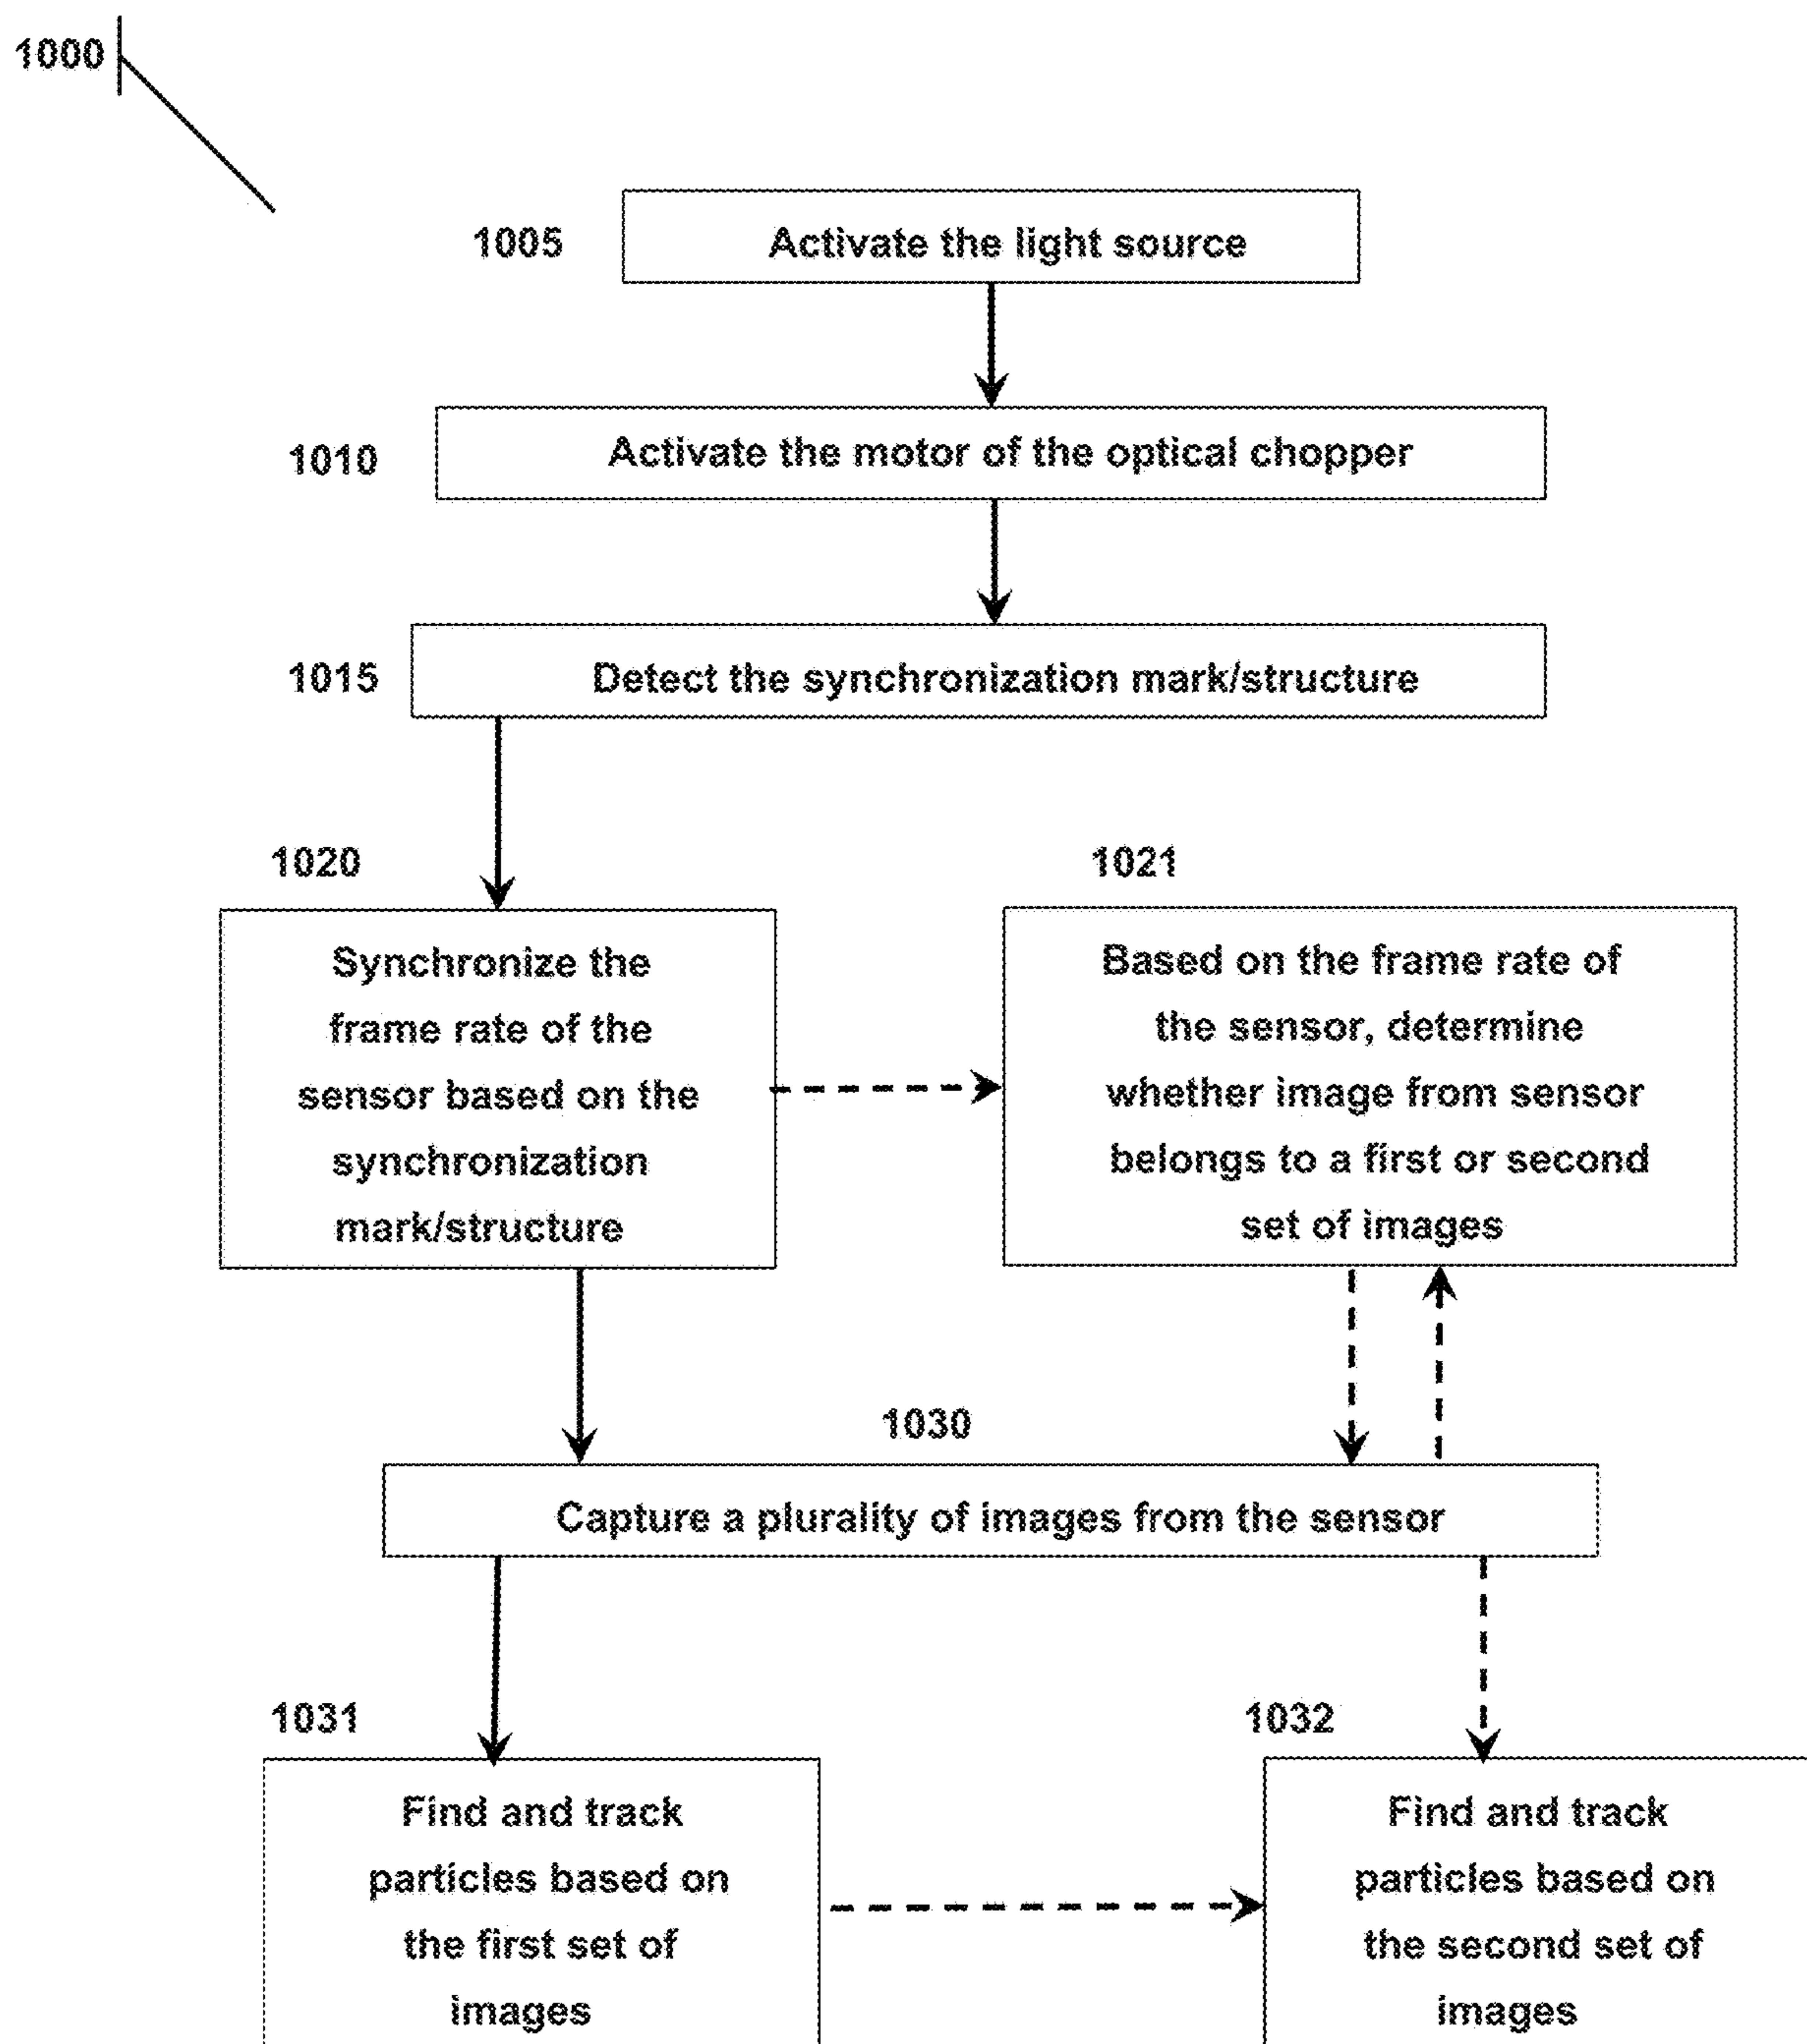 1000
1005
Activate the light source
1010
Activate the motor of the optical chopper
1015
Detect the synchronization mark/structure
1020
Synchronize the
frame rate of the
sensor based on the
synchronization
mark/structure
1021
Based on the frame rate of
the sensor, determine
whether image from sensor
belongs to a first or second
set of images
1030
Capture a plurality of images from the sensor
1031
Find and track
particles based on
the first set of
images
1032
Find and track
particles based on
the second set of
images